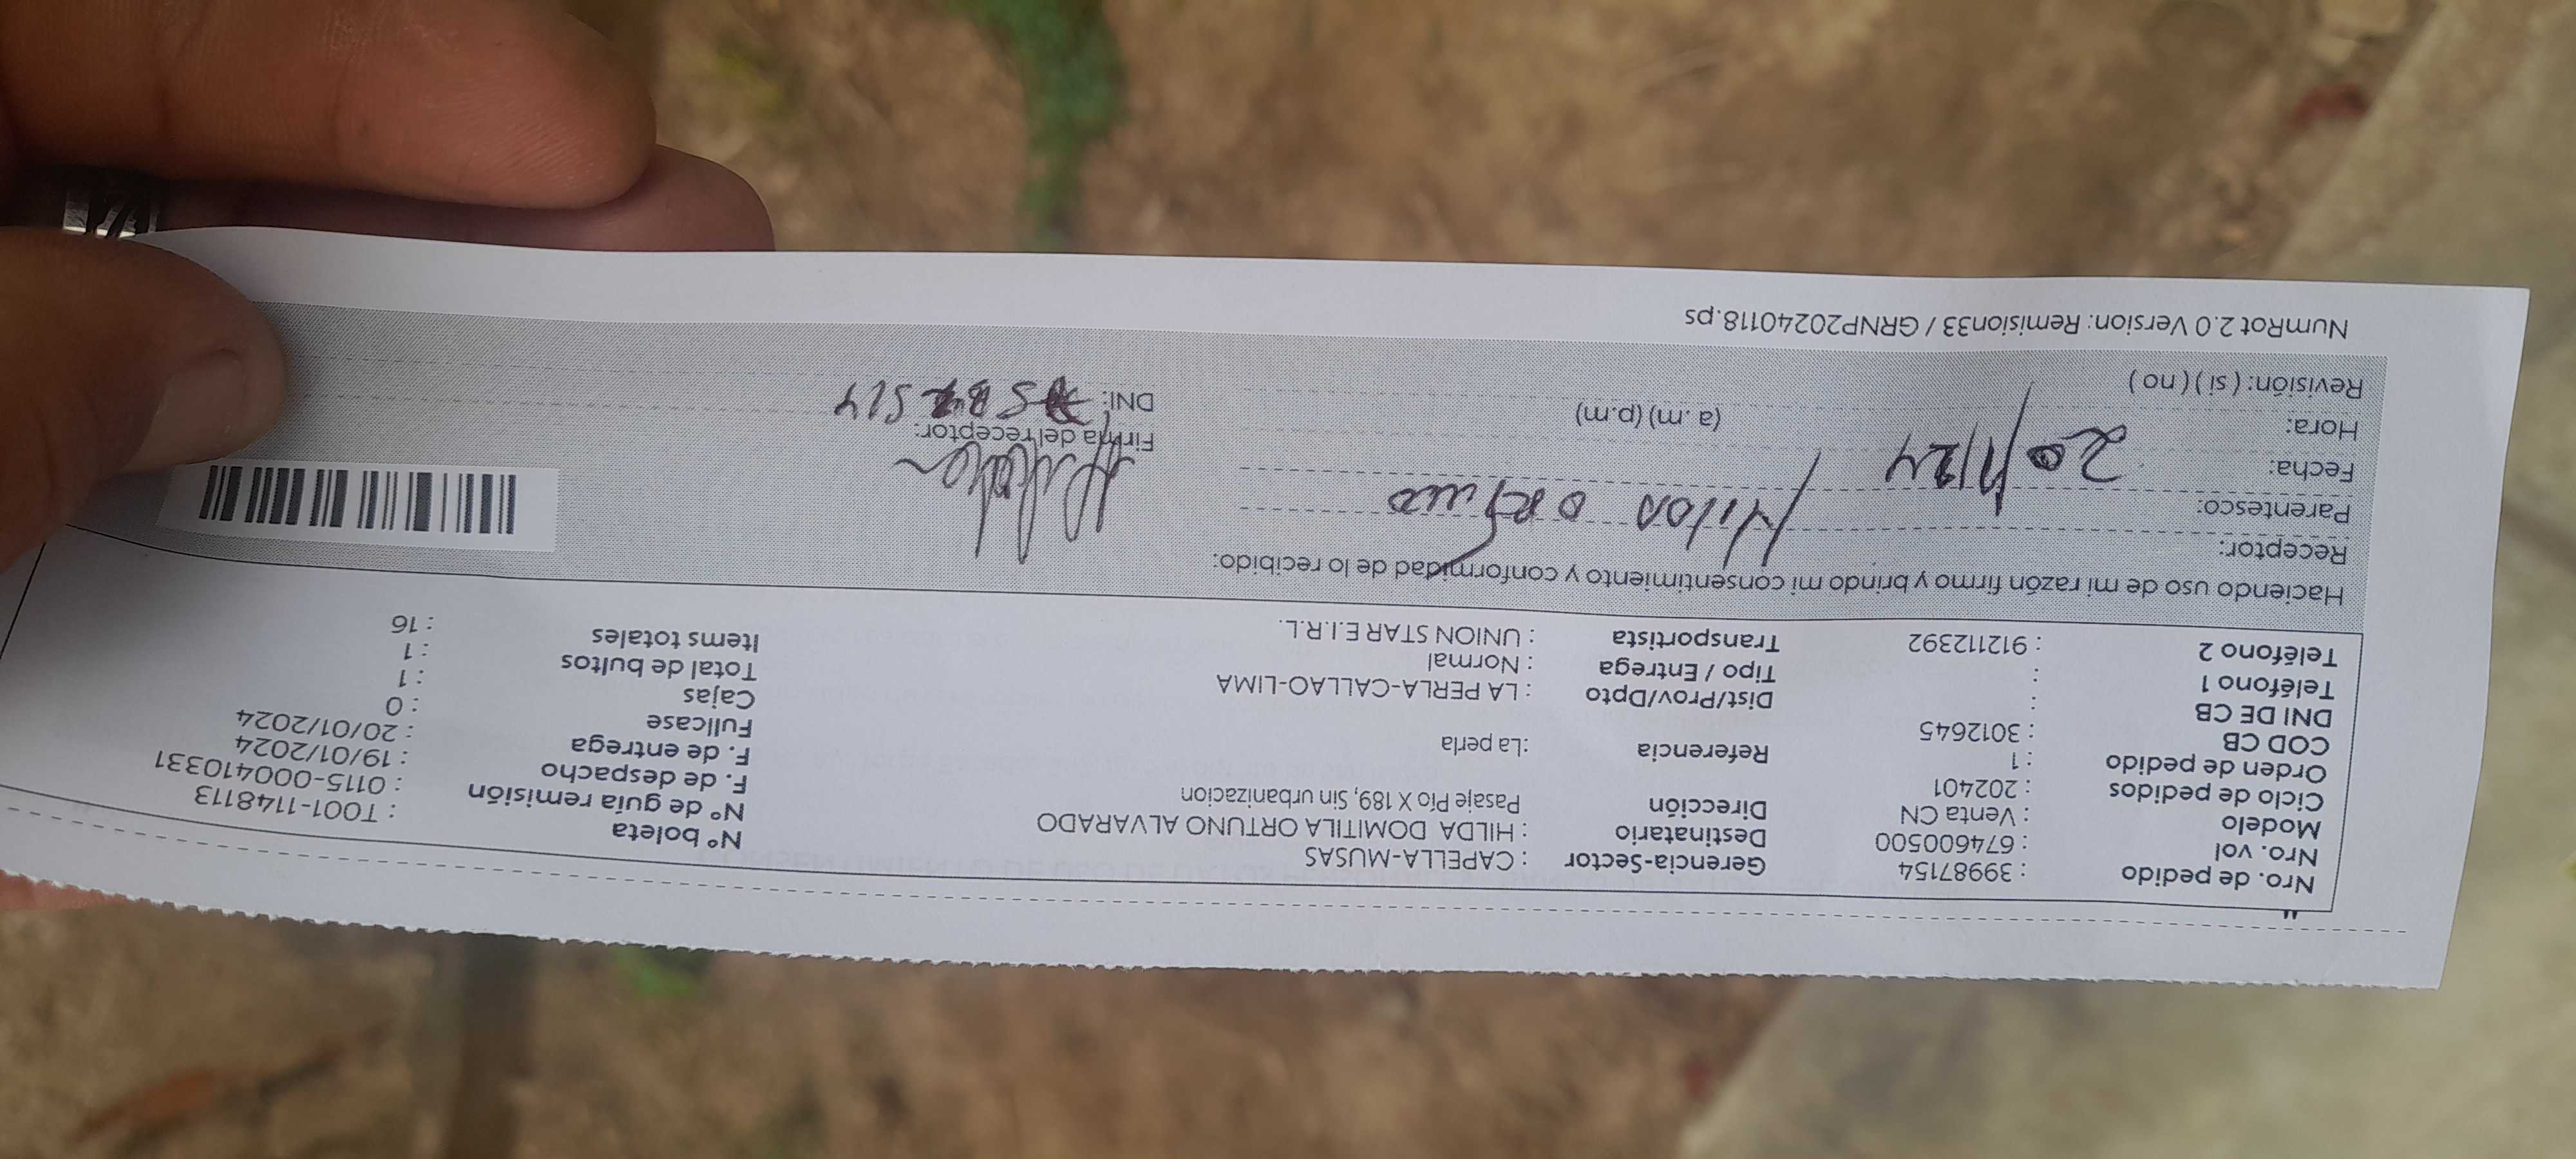 Nro. de pedido : 39987154 Gerencia-Sector : CAPELLA-MUSAS Nº boleta : T001-1148113
Nro. vol : 674600500 Destinatario : HILDA DOMITILA ORTUNO ALVARADO Nº de guía remisión : 0115-000410331
Modelo : Venta CN Dirección Pasaje Pío X 189, Sin urbanizacion F. de despacho : 19/01/2024
Ciclo de pedidos : 202401 F. de entrega : 20/01/2024
Orden de pedido : 1 Referencia :La perla Fullcase : 0
COD CB : 3012645 Cajas : 1
DNI DE CB : Dist/Prov/Dpto : LA PERLA-CALLAO-LIMA Total de bultos : 1
Teléfono 1 : Tipo / Entrega : Normal Items totales : 16
Teléfono 2 : 912112392 Transportista : UNION STAR E.I.R.L.
Haciendo uso de mi razón firmo y brindo mi consentimiento y conformidad de lo recibido:
Receptor:
Parentesco:
Fecha: 20/1/24
Hora: (a.m) (p.m) Firma del receptor:
Revisión: ( si ) ( no ) DNI:
NumRot 2.0 Version: Remision33 / GRNP20240118.ps